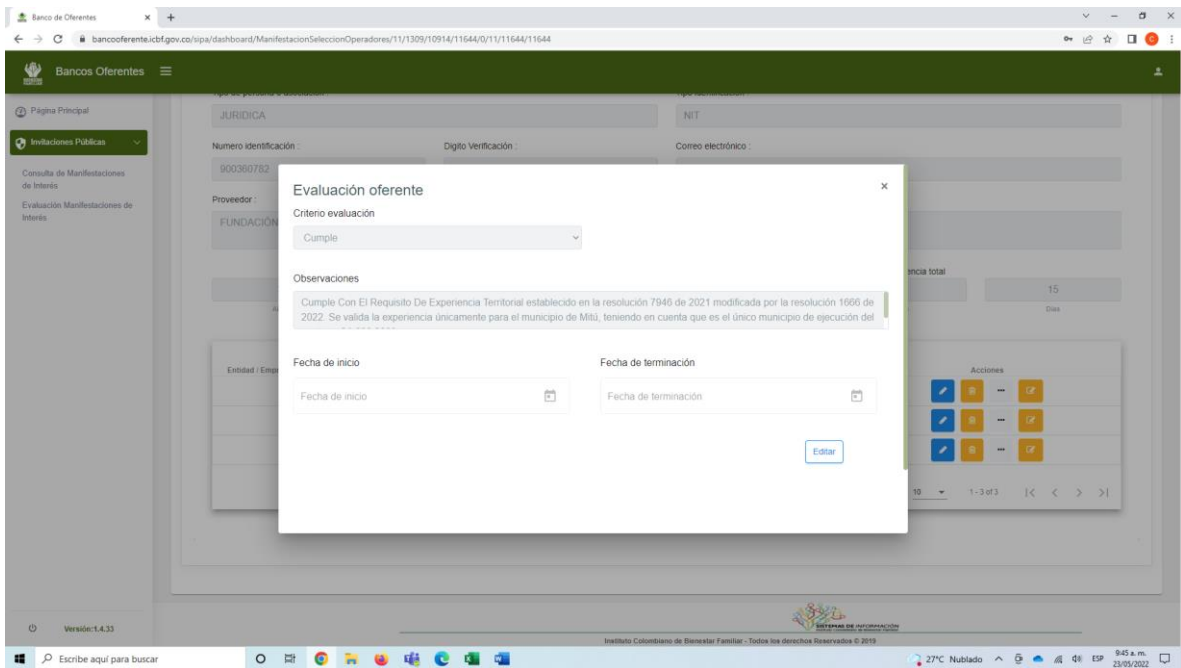 Banco de Oferentes
bancooferente.icbf.gov.co/sipa/dashboard/ManifestacionSeleccionOperadores/11/1309/10914/11644/0/11/11644/11644
Bancos Oferentes
Página Principal
Invitaciones Públicas
Consulta de Manifestaciones
de Interés
Evaluación Manifestaciones de
Interés
JURIDICA
NIT
Numero identificación :
Digito Verificación :
Correo electrónico :
900360782
Proveedor :
FUNDACIÓN
Evaluación oferente
×
Criterio evaluación
Cumple
Observaciones
Cumple Con El Requisito De Experiencia Territorial establecido en la resolución 7946 de 2021 modificada por la resolución 1666 de
2022. Se valida la experiencia únicamente para el municipio de Mitú, teniendo en cuenta que es el único municipio de ejecución del
Fecha de inicio
Fecha de terminación
Fecha de inicio
Fecha de terminación
Editar
total
15
Días
Entidad /
Acciones
10
1 - 3 of 3
Versión:1.4.33
SISTEMAS DE INFORMACIÓN
Instituto Colombiano de Bienestar Familiar - Todos los derechos Reservados © 2019
Escribe aquí para buscar
27°C Nublado
ESP
9:45 a. m.
23/05/2022